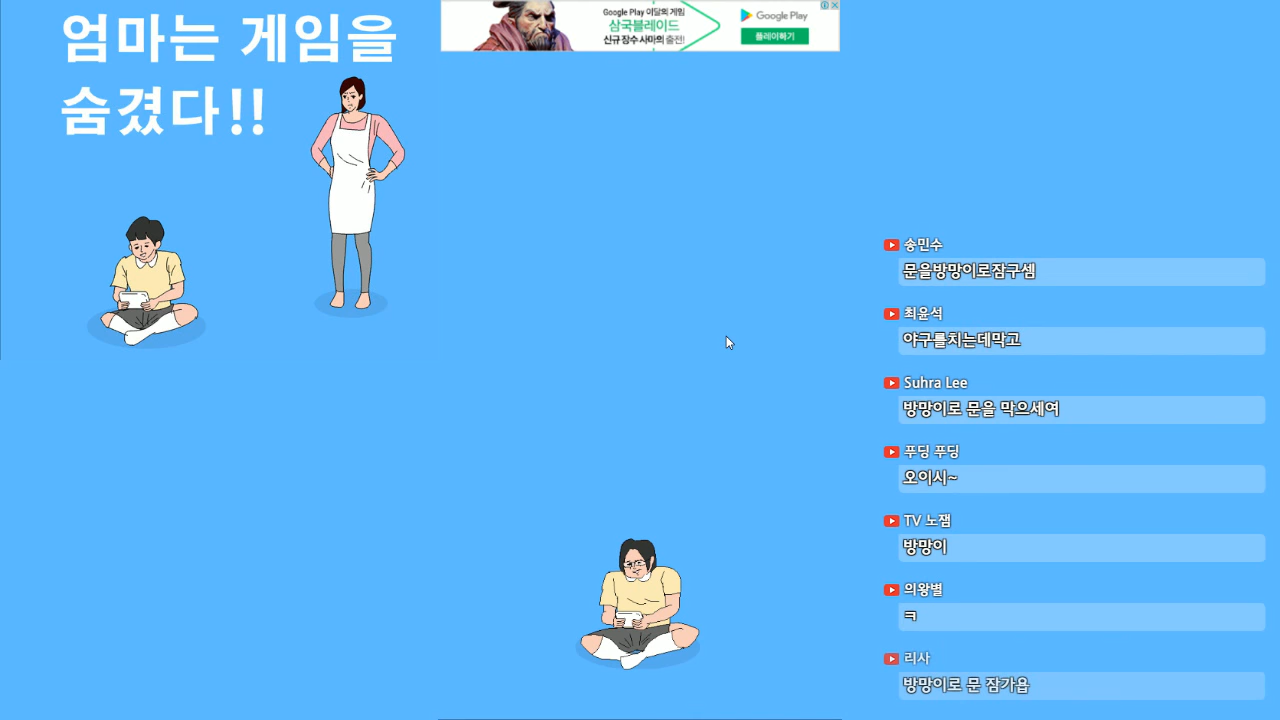 엄마는 게임을
숨겼다!!
Google Play 이달의 게임
삼국블레이드
신규 장수 사마의 출전!
Google Play
플레이하기
송민수
문을방망이로잠구셈
최윤석
야구를치는데막고
Suhra Lee
방망이로 문을 막으세여
푸딩 푸딩
오이시~
TV 노잼
방망이
의왕별
ㅋ
리사
방망이로 문 잠가욥